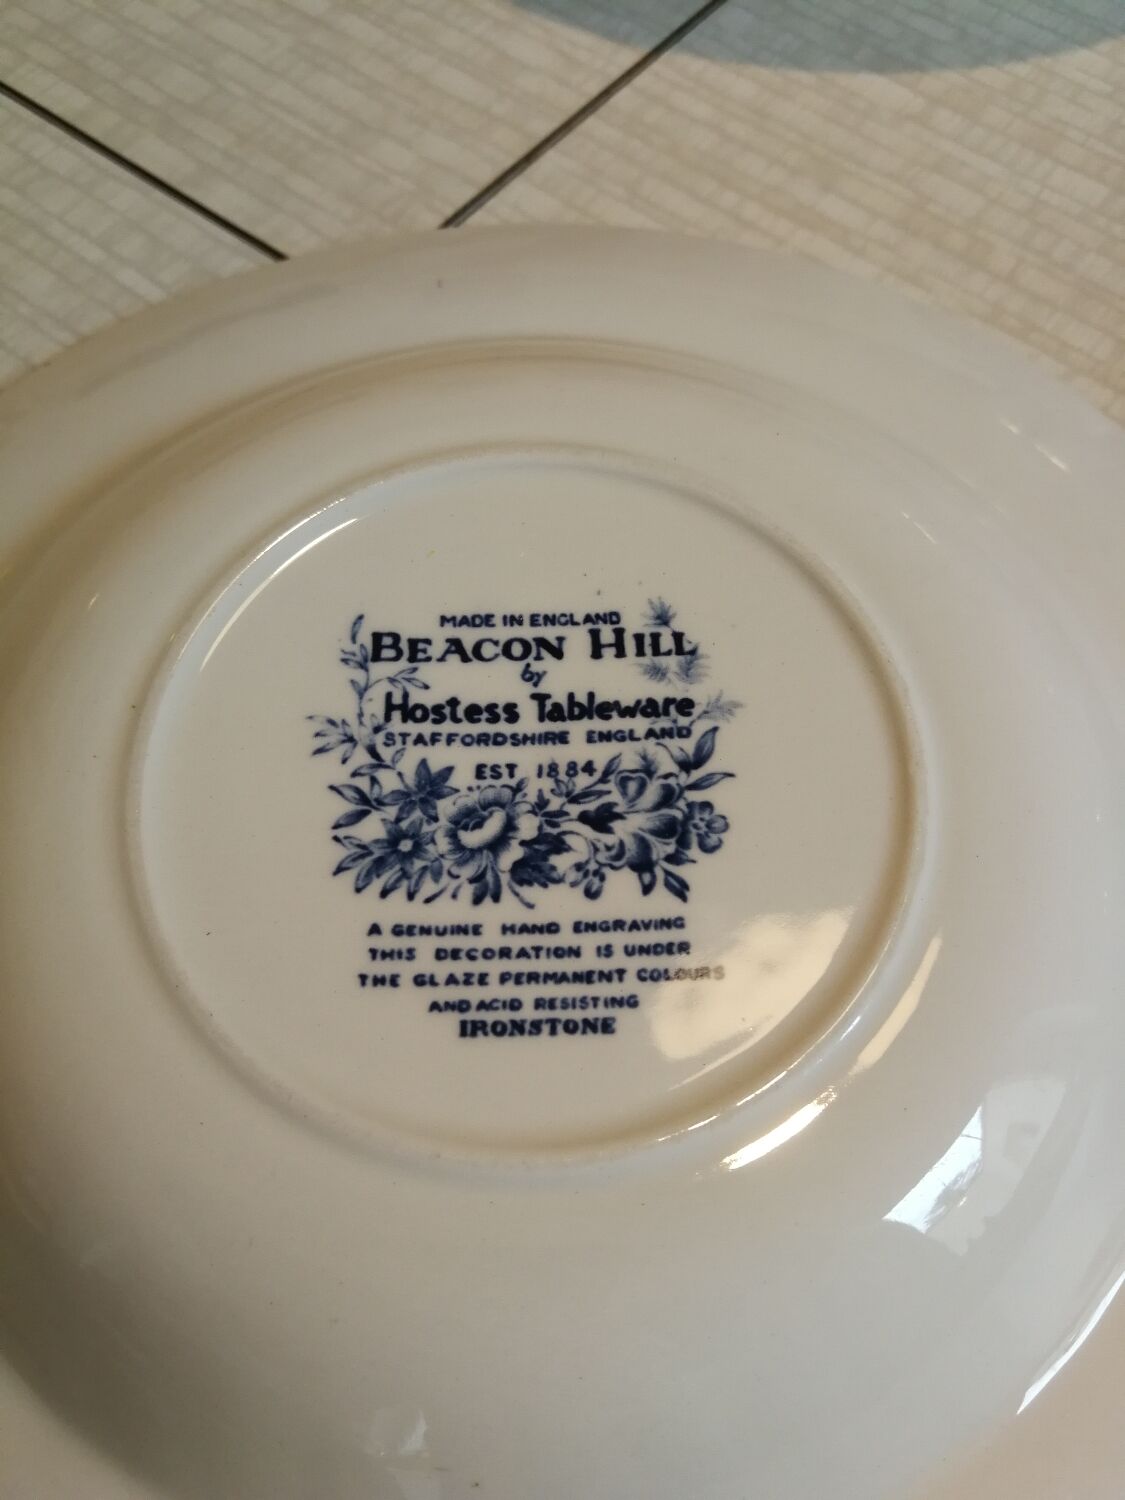 MADE IN ENGLAND
BEACON HILL
by
Hostess Tableware
STAFFORDSHIRE ENGLAND
EST 1884
A GENUINE HAND ENGRAVING
THIS DECORATION IS UNDER
THE GLAZE PERMANENT COLOURS
AND ACID RESISTING
IRONSTONE